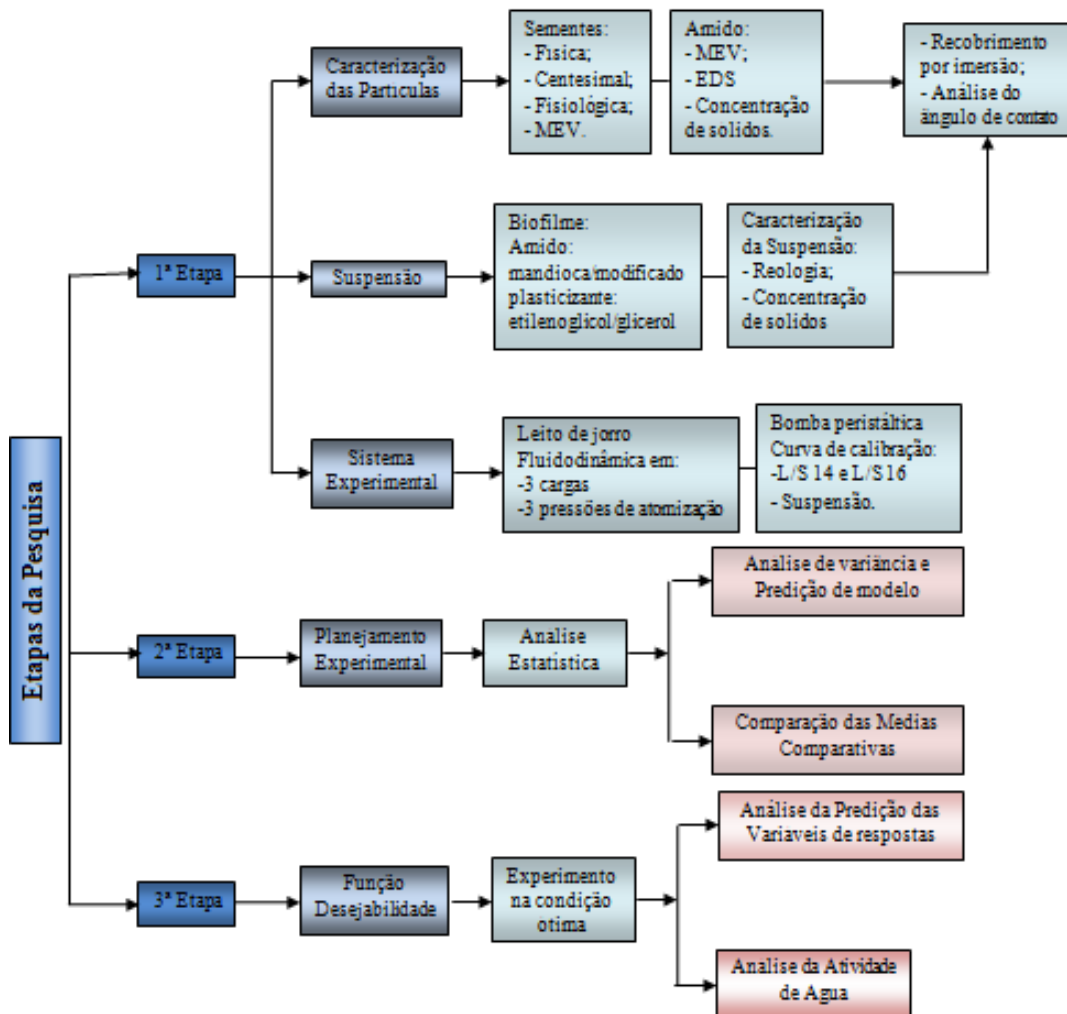 Etapas da Pesquisa
1ª Etapa
Caracterização
das Particulas
Sementes:
- Fisica;
- Centesimal;
- Fisiológica;
- MEV.
Amido:
- MEV;
- EDS
- Concentração
de solidos.
- Recobrimento
por imersão;
- Análise do
ângulo de contato
Suspensão
Biofilme:
Amido:
mandioca/modificado
plasticizante:
etilenoglicol/glicerol
Caracterização
da Suspensão:
- Reologia;
- Concentração
de solidos
Sistema
Experimental
Leito de jorro
Fluidodinâmica em:
-3 cargas
-3 pressões de atomização
Bomba peristáltica
Curva de calibração:
-L/S 14 e L/S 16
- Suspensão.
2ª Etapa
Planejamento
Experimental
Analise
Estatistica
Analise de variância e
Predição de modelo
Comparação das Medias
Comparativas
3ª Etapa
Função
Desejabilidade
Experimento
na condição
ótima
Análise da Predição das
Variaveis de respostas
Analise da Atividade
de Agua